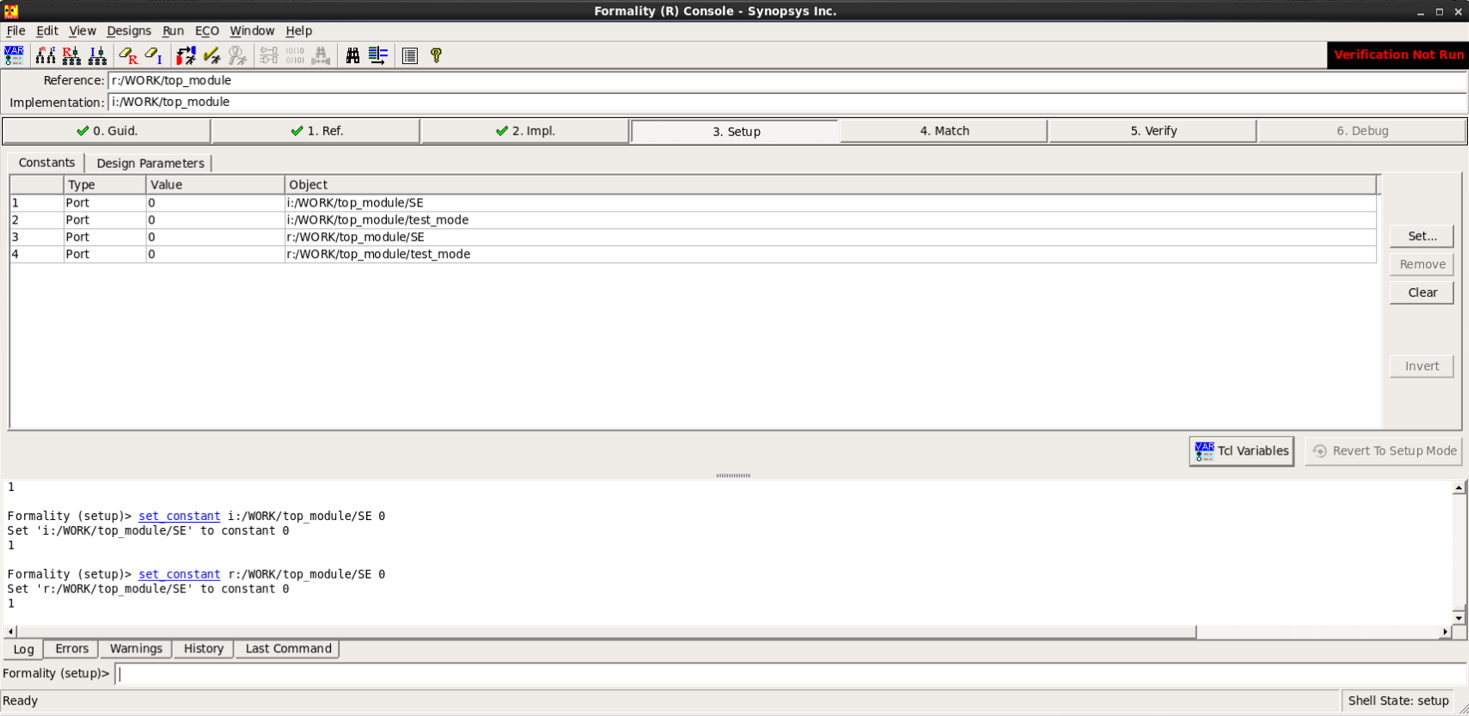 Formality (R) Console - Synopsys Inc.
File Edit View Designs Run ECO Window Help
Verification Not Run
Reference: r:/WORK/top_module
Implementation: i:/WORK/top_module
0. Guid. 1. Ref. 2. Impl. 3. Setup 4. Match 5. Verify 6. Debug
Constants Design Parameters
Type Value Object
1 Port 0 i:/WORK/top_module/SE
2 Port 0 i:/WORK/top_module/test_mode
3 Port 0 r:/WORK/top_module/SE
4 Port 0 r:/WORK/top_module/test_mode
Set...
Remove
Clear
Invert
VAR Tcl Variables Revert To Setup Mode
1
Formality (setup)> set_constant i:/WORK/top_module/SE 0
Set 'i:/WORK/top_module/SE' to constant 0
1
Formality (setup)> set_constant r:/WORK/top_module/SE 0
Set 'r:/WORK/top_module/SE' to constant 0
1
Log Errors Warnings History Last Command
Formality (setup)>
Ready Shell State: setup